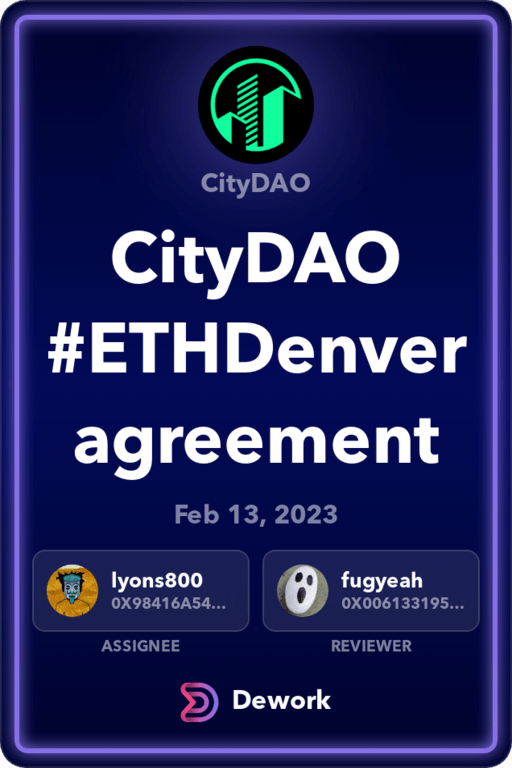 CityDAO
CityDAO
#ETHDenver
agreement
Feb 13, 2023
lyons800
0X98416A54...
ASSIGNEE
fugyeah
0X006133195...
REVIEWER
Dework